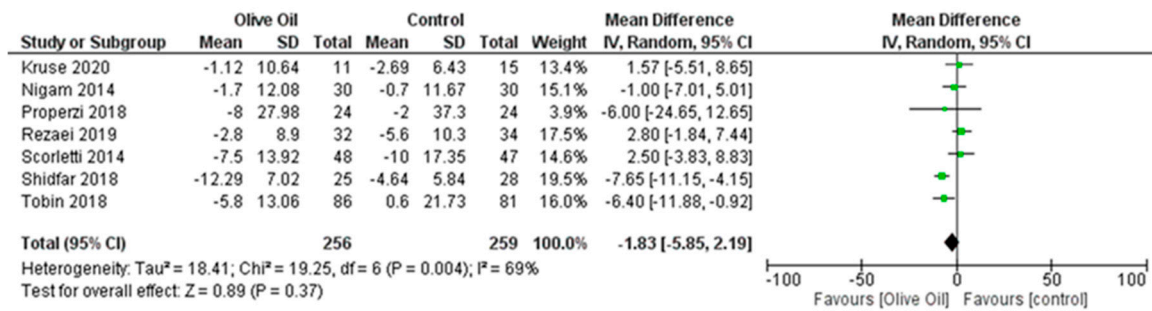 Olive Oil Control Mean Difference Mean Difference
Study or Subgroup Mean SD Total Mean SD Total Weight IV, Random, 95% CI IV, Random, 95% CI
Kruse 2020 -1.12 10.64 11 -2.69 6.43 15 13.4% 1.57 [-5.51, 8.65]
Nigam 2014 -1.7 12.08 30 -0.7 11.67 30 15.1% -1.00 [-7.01, 5.01]
Properzi 2018 -8 27.98 24 -2 37.3 24 3.9% -6.00 [-24.65, 12.65]
Rezaei 2019 -2.8 8.9 32 -5.6 10.3 34 17.5% 2.80 [-1.84, 7.44]
Scorletti 2014 -7.5 13.92 48 -10 17.35 47 14.6% 2.50 [-3.83, 8.83]
Shidfar 2018 -12.29 7.02 25 -4.64 5.84 28 19.5% -7.65 [-11.15, -4.15]
Tobin 2018 -5.8 13.06 86 0.6 21.73 81 16.0% -6.40 [-11.88, -0.92]
Total (95% CI) 256 259 100.0% -1.83 [-5.85, 2.19]
Heterogeneity: Tau² = 18.41; Chi² = 19.25, df = 6 (P = 0.004); I² = 69%
Test for overall effect: Z = 0.89 (P = 0.37)
-100 -50 0 50 100
Favours [Olive Oil] Favours [control]